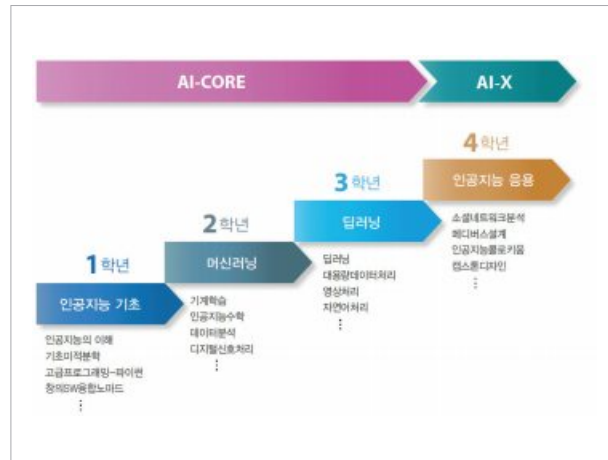 AI-CORE
AI-X
1학년
인공지능 기초
인공지능의 이해
기초미적분학
고급프로그래밍-파이썬
창의SW융합노마드
2학년
머신러닝
기계학습
인공지능수학
데이터분석
디지털신호처리
3학년
딥러닝
딥러닝
대용량데이터처리
영상처리
자연어처리
4학년
인공지능 응용
소셜네트워크분석
메디버스설계
인공지능콜로키움
캡스톤디자인